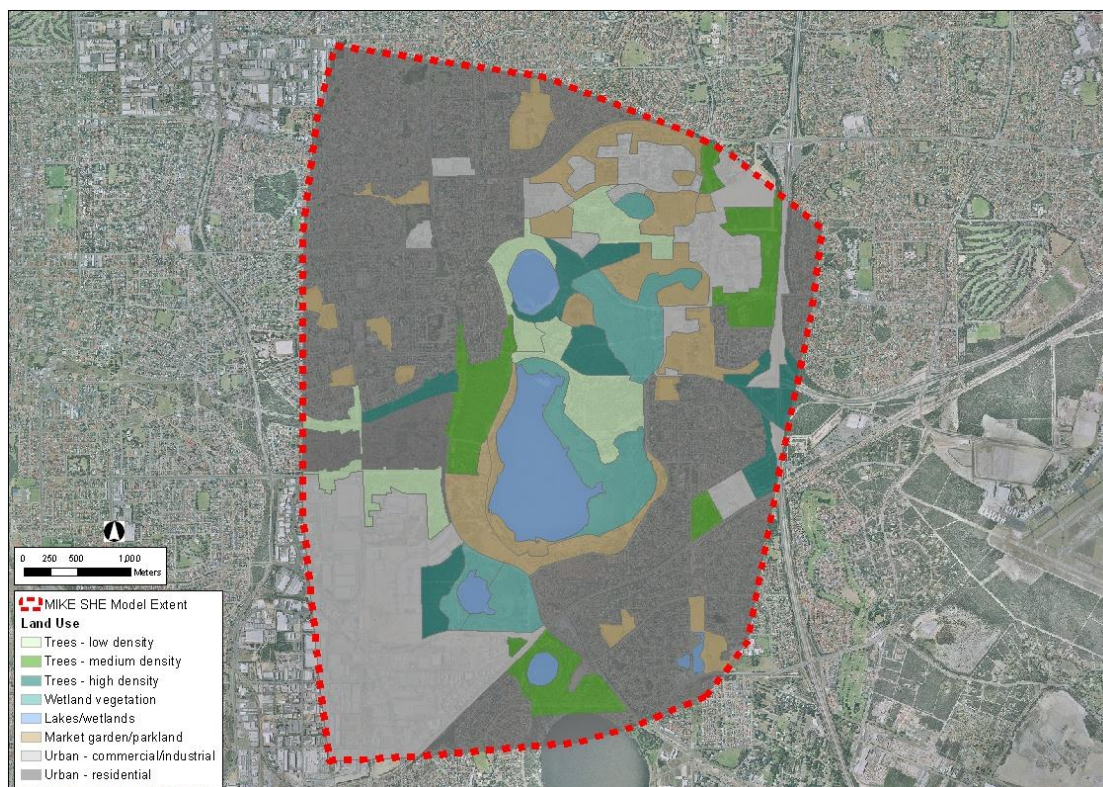 0 250 500 1,000
Meters
MIKE SHE Model Extent
Land Use
Trees - low density
Trees - medium density
Trees - high density
Wetland vegetation
Lakes/wetlands
Market garden/parkland
Urban - commercial/industrial
Urban - residential